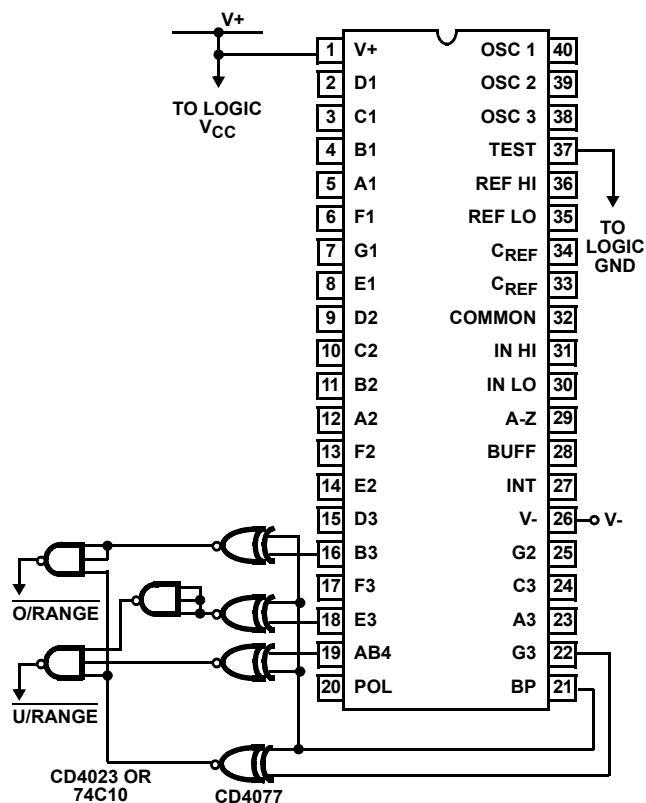 V+
TO LOGIC
VCC
1 V+ OSC 1 40
2 D1 OSC 2 39
3 C1 OSC 3 38
4 B1 TEST 37
5 A1 REF HI 36
6 F1 REF LO 35
7 G1 CREF 34
8 E1 CREF 33
9 D2 COMMON 32
10 C2 IN HI 31
11 B2 IN LO 30
12 A2 A-Z 29
13 F2 BUFF 28
14 E2 INT 27
15 D3 V- 26 V-
16 B3 G2 25
17 F3 C3 24
18 E3 A3 23
19 AB4 G3 22
20 POL BP 21
TO
LOGIC
GND
O/RANGE
U/RANGE
CD4023 OR
74C10
CD4077